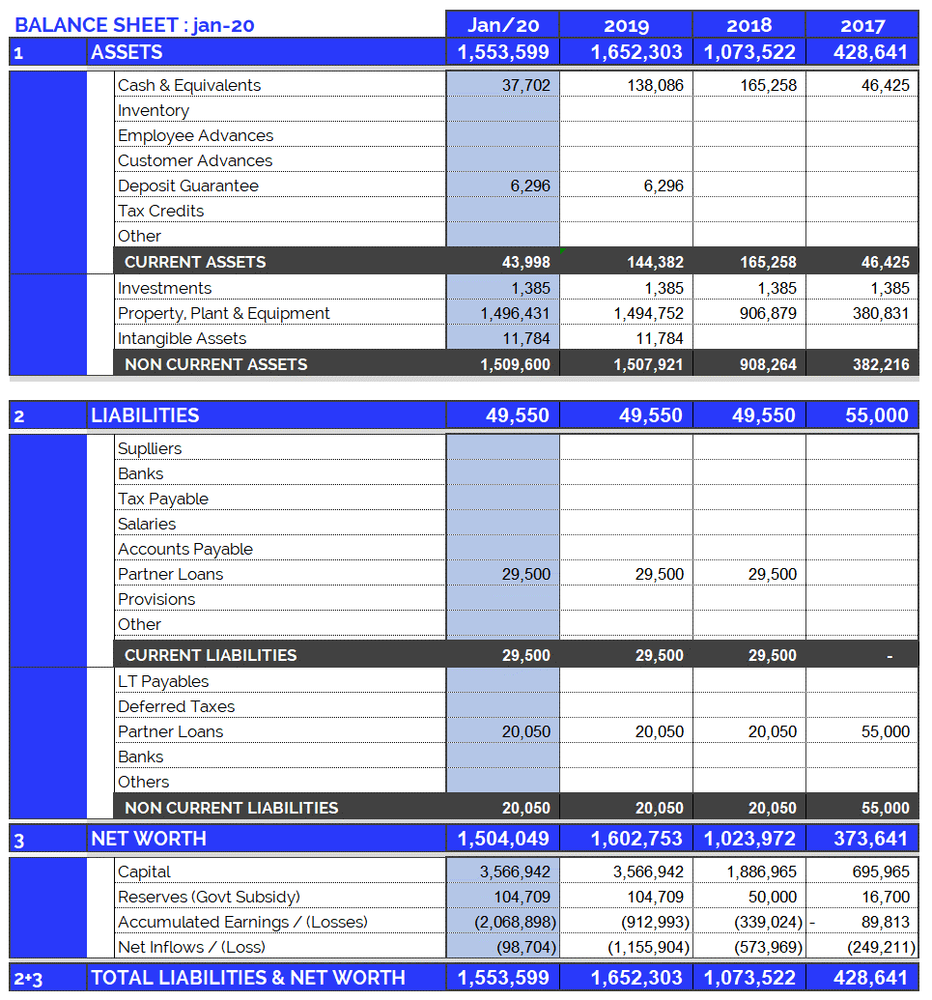 BALANCE SHEET : jan-20 Jan/20 2019 2018 2017
1 ASSETS 1,553,599 1,652,303 1,073,522 428,641
Cash & Equivalents 37,702 138,086 165,258 46,425
Inventory
Employee Advances
Customer Advances
Deposit Guarantee 6,296 6,296
Tax Credits
Other
CURRENT ASSETS 43,998 144,382 165,258 46,425
Investments 1,385 1,385 1,385 1,385
Property, Plant & Equipment 1,496,431 1,494,752 906,879 380,831
Intangible Assets 11,784 11,784
NON CURRENT ASSETS 1,509,600 1,507,921 908,264 382,216
2 LIABILITIES 49,550 49,550 49,550 55,000
Suplliers
Banks
Tax Payable
Salaries
Accounts Payable
Partner Loans 29,500 29,500 29,500
Provisions
Other
CURRENT LIABILITIES 29,500 29,500 29,500 -
LT Payables
Deferred Taxes
Partner Loans 20,050 20,050 20,050 55,000
Banks
Others
NON CURRENT LIABILITIES 20,050 20,050 20,050 55,000
3 NET WORTH 1,504,049 1,602,753 1,023,972 373,641
Capital 3,566,942 3,566,942 1,886,965 695,965
Reserves (Govt Subsidy) 104,709 104,709 50,000 16,700
Accumulated Earnings / (Losses) (2,068,898) (912,993) (339,024) - 89,813
Net Inflows / (Loss) (98,704) (1,155,904) (573,969) (249,211)
2+3 TOTAL LIABILITIES & NET WORTH 1,553,599 1,652,303 1,073,522 428,641